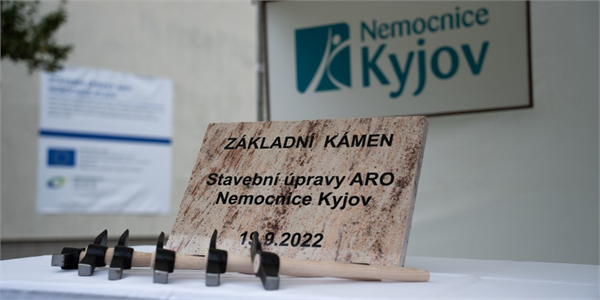 Nemocnice
Kyjov
ZÁKLADNÍ KÁMEN
Stavební úpravy ARO
Nemocnice Kyjov
19.9.2022